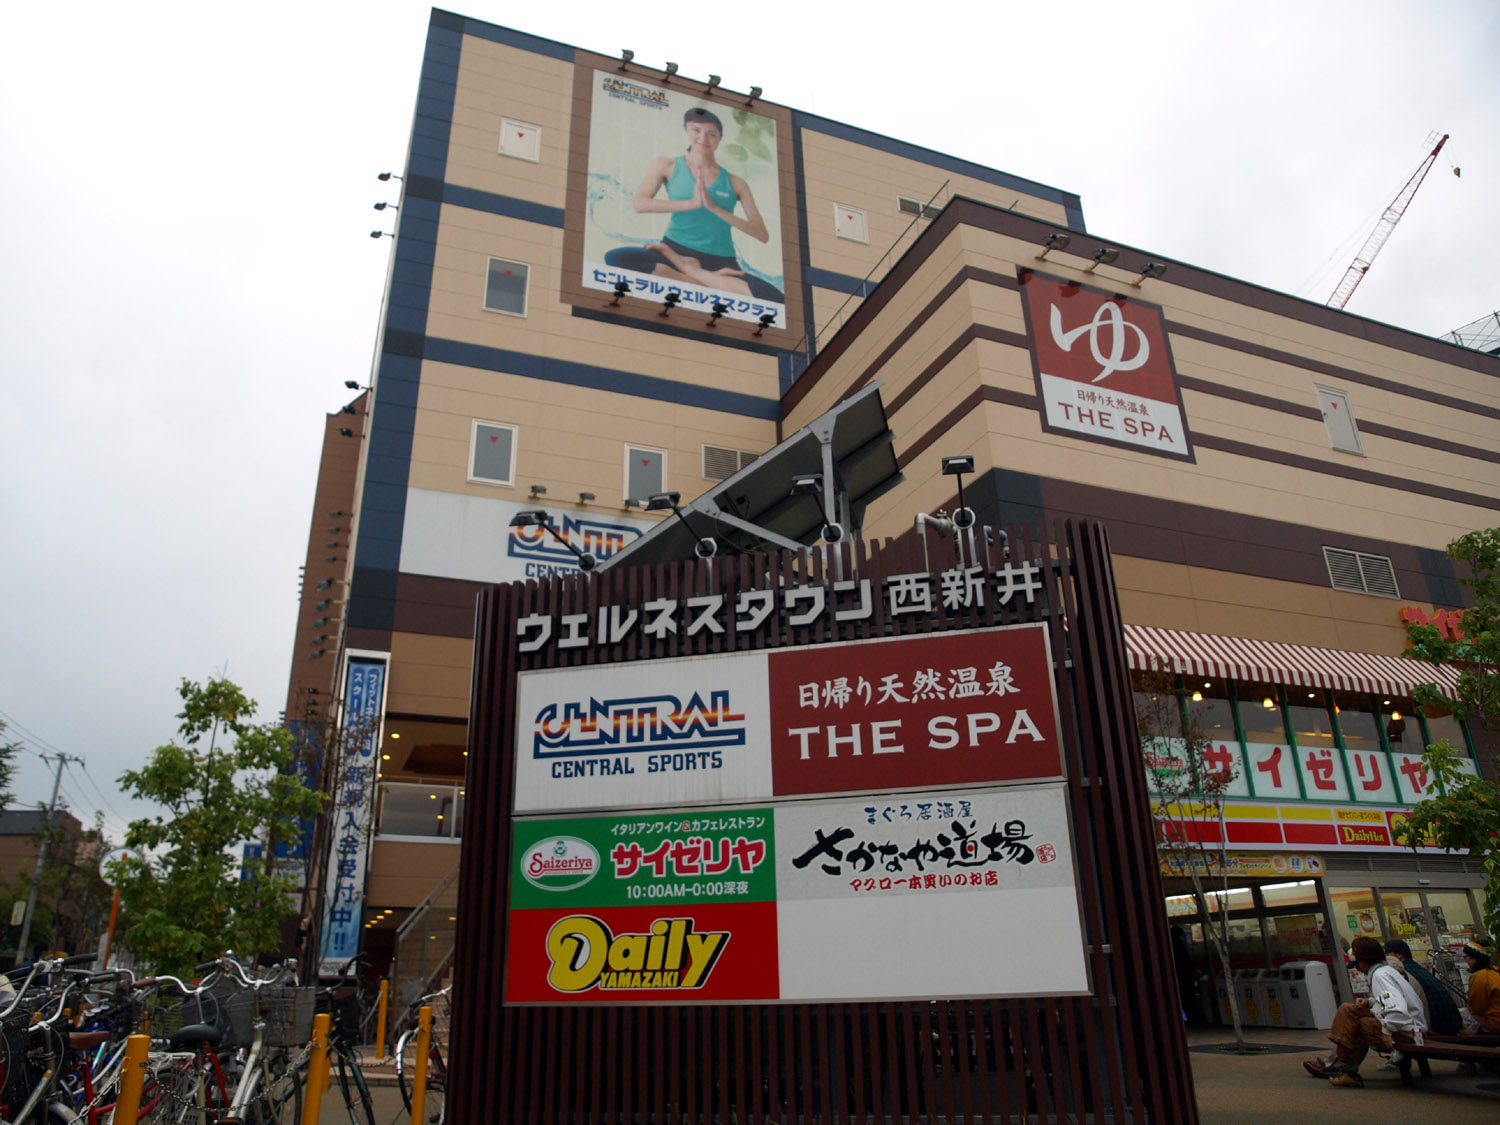 CENTRAL
CENTRAL SPORTS
セントラル ウェルネスクラブ
ゆ
日帰り天然温泉
THE SPA
CENTRAL
ウェルネスタウン西新井
CENTRAL
CENTRAL SPORTS
日帰り天然温泉
THE SPA
イタリアンワイン&カフェレストラン
Saizeriya
サイゼリヤ
10:00AM-0:00深夜
まぐろ居酒屋
さかなや道場
マグロ一本買いのお店
Daily
YAMAZAKI
サイゼリヤ
DailyHot
新規入会受付中!!